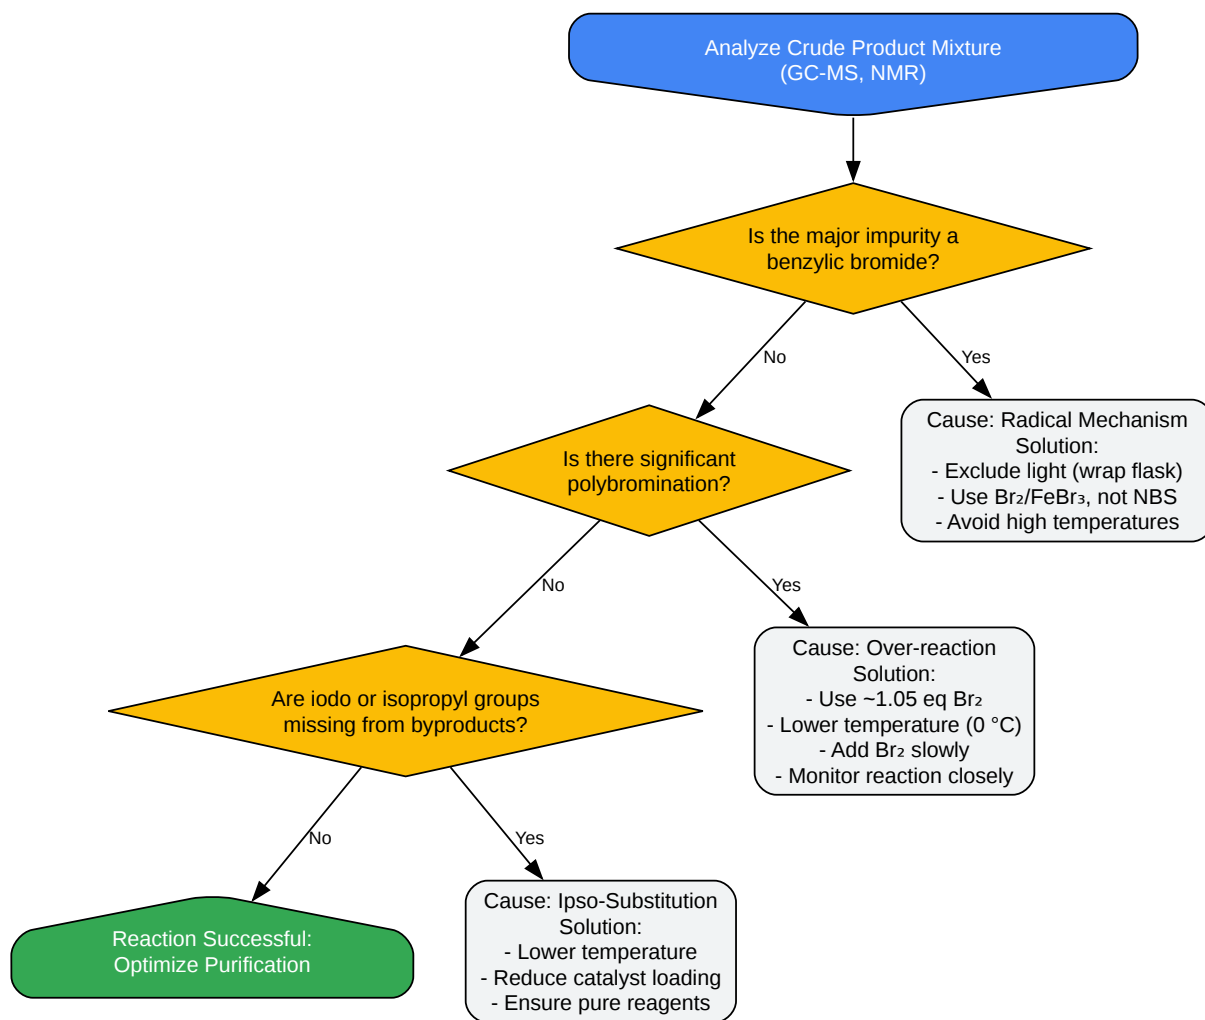 Analyze Crude Product Mixture
(GC-MS, NMR)
Is the major impurity a
benzylic bromide?
No
Yes
Cause: Radical Mechanism
Solution:
- Exclude light (wrap flask)
- Use Br₂/FeBr₃, not NBS
- Avoid high temperatures
Is there significant
polybromination?
No
Yes
Cause: Over-reaction
Solution:
- Use ~1.05 eq Br₂
- Lower temperature (0 °C)
- Add Br₂ slowly
- Monitor reaction closely
Are iodo or isopropyl groups
missing from byproducts?
No
Yes
Cause: Ipso-Substitution
Solution:
- Lower temperature
- Reduce catalyst loading
- Ensure pure reagents
Reaction Successful:
Optimize Purification